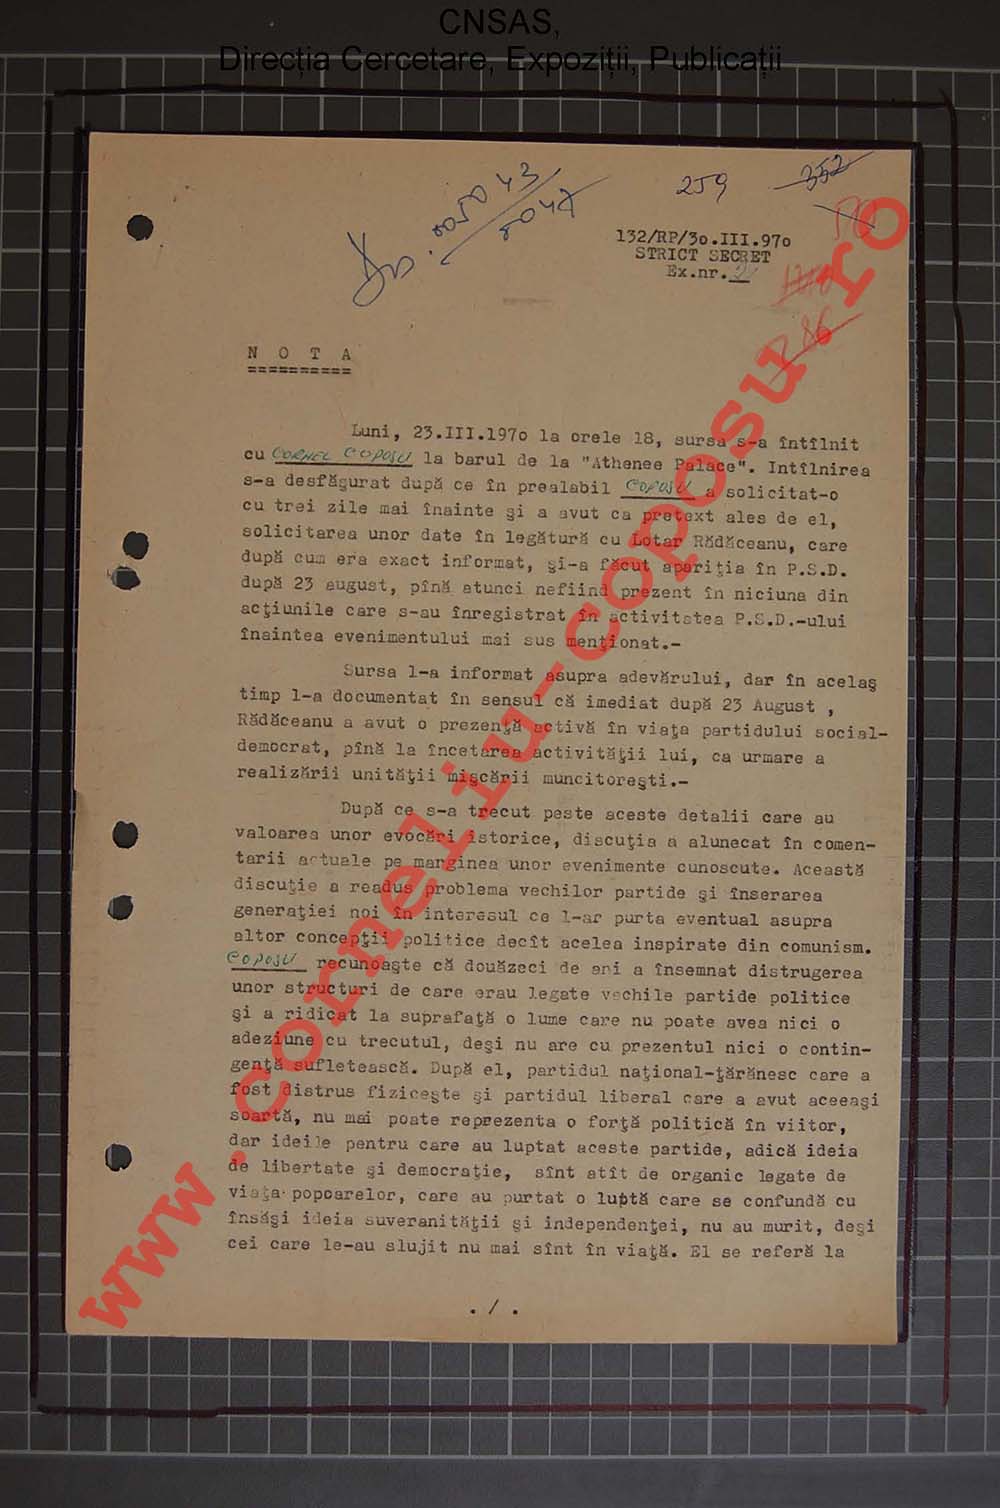 CNSAS,
Direcția Cercetare, Expoziții, Publicații
259
352
132/RP/30.III.970
STRICT SECRET
Ex.nr.
N O T A
==========
Luni, 23.III.1970 la orele 18, sursa s-a întîlnit
cu CORNEL COPOSU la barul de la "Athenee Palace". Intîlnirea
s-a desfăgurat după ce în prealabil COPOSU a solicitat-o
cu trei zile mai înainte şi a avut ca pretext ales de el,
solicitarea unor date în legătură cu Lotar Rădăceanu, care
după cum era exact informat, şi-a făcut apariţia în P.S.D.
după 23 august, pînă atunci nefiind prezent în niciuna din
acţiunile care s-au înregistrat în activitatea P.S.D.-ului
înaintea evenimentului mai sus menţionat.-
Sursa l-a informat asupra adevărului, dar în acelaş
timp l-a documentat în sensul că imediat după 23 August ,
Rădăceanu a avut o prezenţă activă în viaţa partidului social-
democrat, pînă la încetarea activităţii lui, ca urmare a
realizării unităţii mişcării muncitoreşti.-
După ce s-a trecut peste aceste detalii care au
valoarea unor evocări istorice, discuţia a alunecat în comen-
tarii actuale pe marginea unor evenimente cunoscute. Această
discuţie a readus problema vechilor partide şi înserarea
generaţiei noi în interesul ce l-ar purta eventual asupra
altor concepţii politice decît acelea inspirate din comunism.
COPOSU recunoaşte că douăzeci de ani a însemnat distrugerea
unor structuri de care erau legate vechile partide politice
şi a ridicat la suprafaţă o lume care nu poate avea nici o
adeziune cu trecutul, deşi nu are cu prezentul nici o contin-
genţă sufletească. După el, partidul naţional-ţărănesc care a
fost distrus fiziceşte şi partidul liberal care a avut aceeaşi
soartă, nu mai poate reprezenta o forţă politică în viitor,
dar ideile pentru care au luptat aceste partide, adică ideia
de libertate şi democraţie, sînt atît de organic legate de
viaţa popoarelor, care au purtat o luptă care se confundă cu
însăşi ideia suveranităţii şi independenţei, nu au murit, deşi
cei care le-au slujit nu mai sînt în viaţă. El se referă la
./.
www.corneliu-coposu.ro